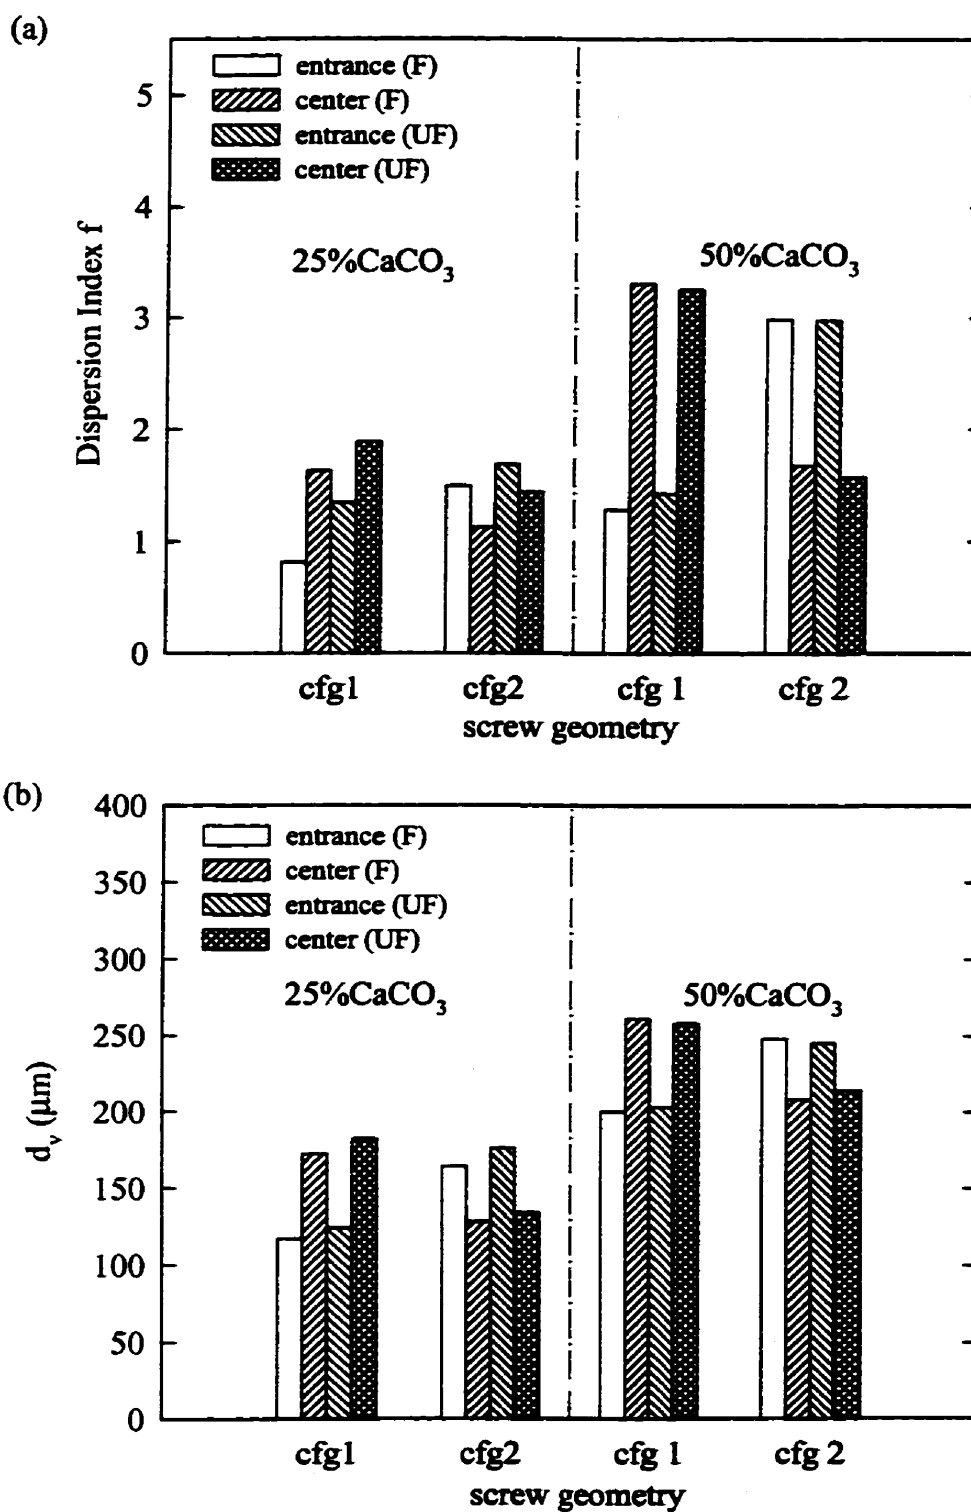 (a)
entrance (F)
center (F)
entrance (UF)
center (UF)
5
4
3
2
1
0
Dispersion Index f
25%CaCO₃
50%CaCO₃
cfg1 cfg2 cfg 1 cfg 2
screw geometry
(b)
400
350
300
250
200
150
100
50
0
entrance (F)
center (F)
entrance (UF)
center (UF)
25%CaCO₃
50%CaCO₃
dᵥ (μm)
cfg1 cfg2 cfg 1 cfg 2
screw geometry